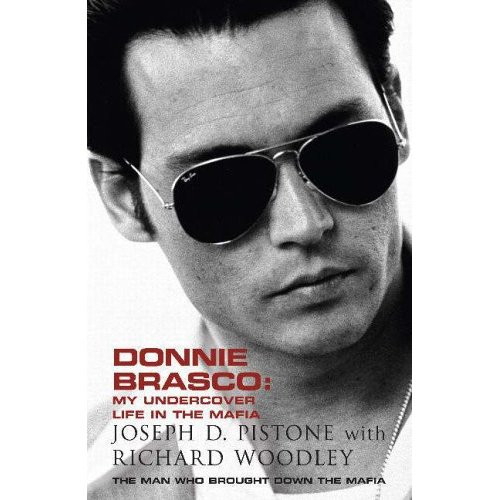 Ray-Ban
DONNIE
BRASCO:
MY UNDERCOVER
LIFE IN THE MAFIA
JOSEPH D. PISTONE with
RICHARD WOODLEY
THE MAN WHO BROUGHT DOWN THE MAFIA